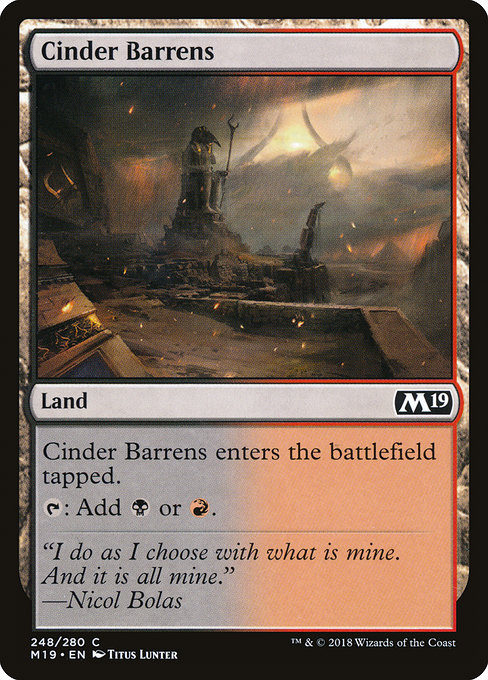 Cinder Barrens
Land
M19
Cinder Barrens enters the battlefield
tapped.
: Add or .
“I do as I choose with what is mine.
And it is all mine.”
—Nicol Bolas
248/280 C
M19 • EN Titus Lunter
™ & © 2018 Wizards of the Coast